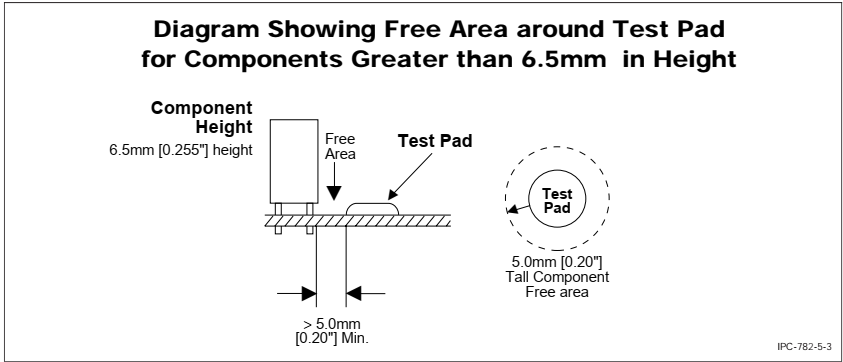 Diagram Showing Free Area around Test Pad
for Components Greater than 6.5mm in Height
Component
Height
6.5mm [0.255"] height
Free
Area
Test Pad
> 5.0mm
[0.20"] Min.
Test
Pad
5.0mm [0.20"]
Tall Component
Free area
IPC-782-5-3